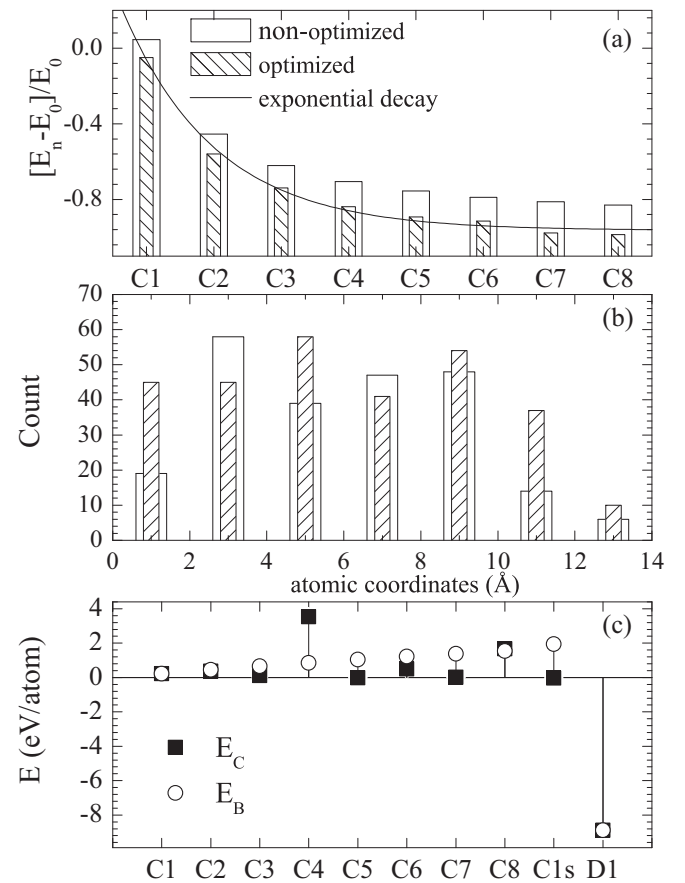 (a)
non-optimized
optimized
exponential decay
[E_n-E_0]/E_0
0.0
-0.4
-0.8
C1 C2 C3 C4 C5 C6 C7 C8
(b)
Count
70
60
50
40
30
20
10
0
0 2 4 6 8 10 12 14
atomic coordinates (Å)
(c)
E (eV/atom)
4
2
0
-2
-4
-6
-8
E_C
E_B
C1 C2 C3 C4 C5 C6 C7 C8 C1s D1